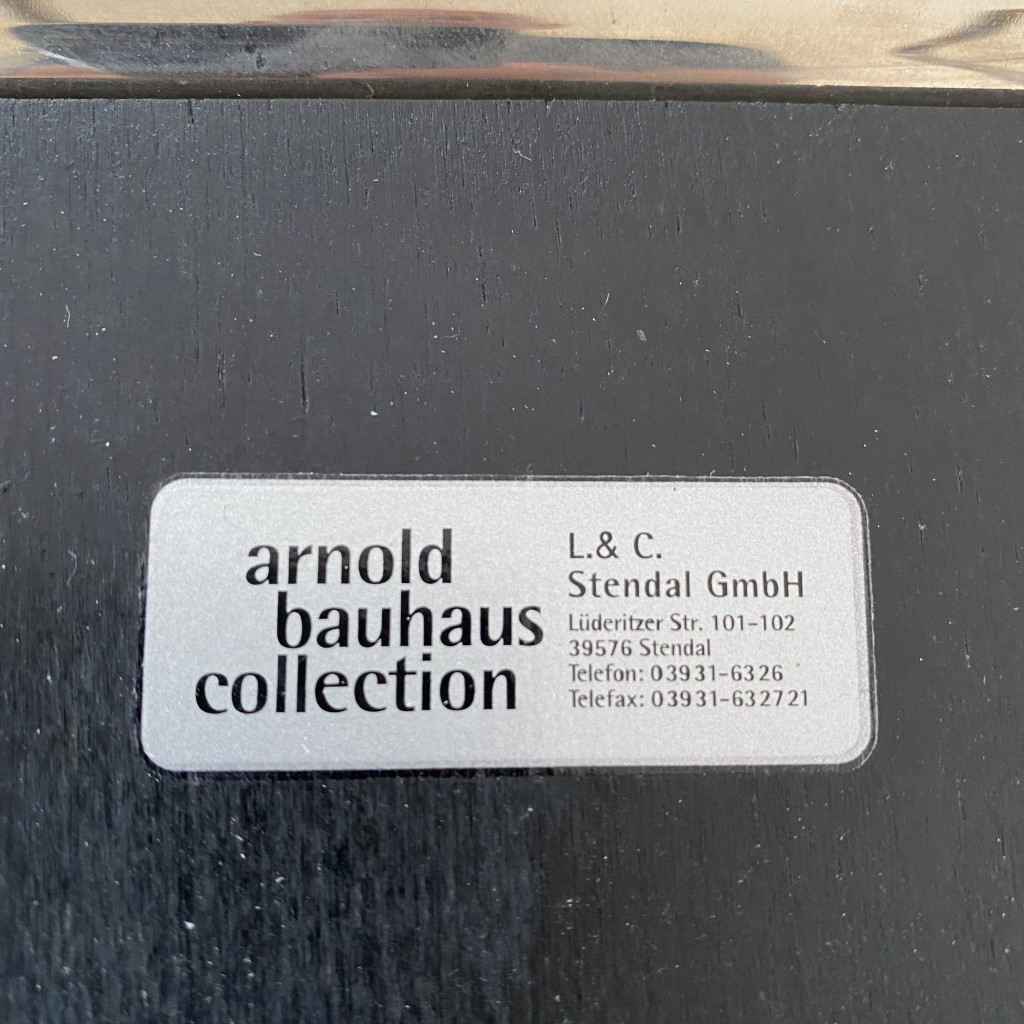 arnold
bauhaus
collection
L.& C.
Stendal GmbH
Lüderitzer Str. 101-102
39576 Stendal
Telefon: 03931-6326
Telefax: 03931-632721